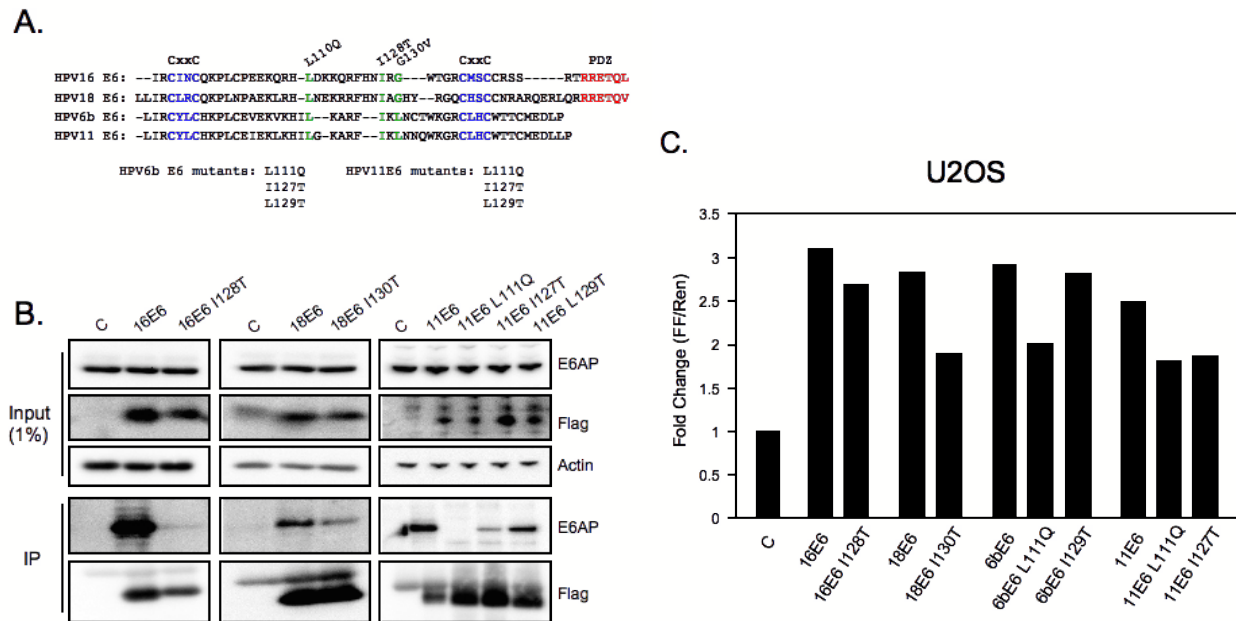 A.
L110Q I128T G130V
CxxC CxxC PDZ
HPV16 E6: --IRCINCQKPLCPEEKQRH-LDKKQRFHNIRG---WTGRCMSCCRSS-----RTRRETQL
HPV18 E6: LLIRCLRCQKPLNPAEKLRH-LNEKRRFHNIAGHY--RGQCHSCCNRARQERLQRRRETQV
HPV6b E6: --LIRCYLCHKPLCEVEKVKHIL--KARF--IKLNCTWKGRCLHCWTTCMEDLLP
HPV11 E6: --LIRCYLCHKPLCEIEKLKHILG-KARF--IKLNNQWKGRCLHCWTTCMEDLLP
HPV6b E6 mutants: L111Q HPV11E6 mutants: L111Q
I127T I127T
L129T L129T
B.
C 16E6 16E6 I128T C 18E6 18E6 I130T C 11E6 11E6 L111Q 11E6 I127T 11E6 L129T
E6AP
Input (1%)
Flag
Actin
IP
E6AP
Flag
C.
U2OS
Fold Change (FF/Ren)
3.5
3
2.5
2
1.5
1
0.5
0
C 16E6 16E6 I128T 18E6 18E6 I130T 6bE6 6bE6 L111Q 6bE6 I129T 11E6 11E6 L111Q 11E6 I127T